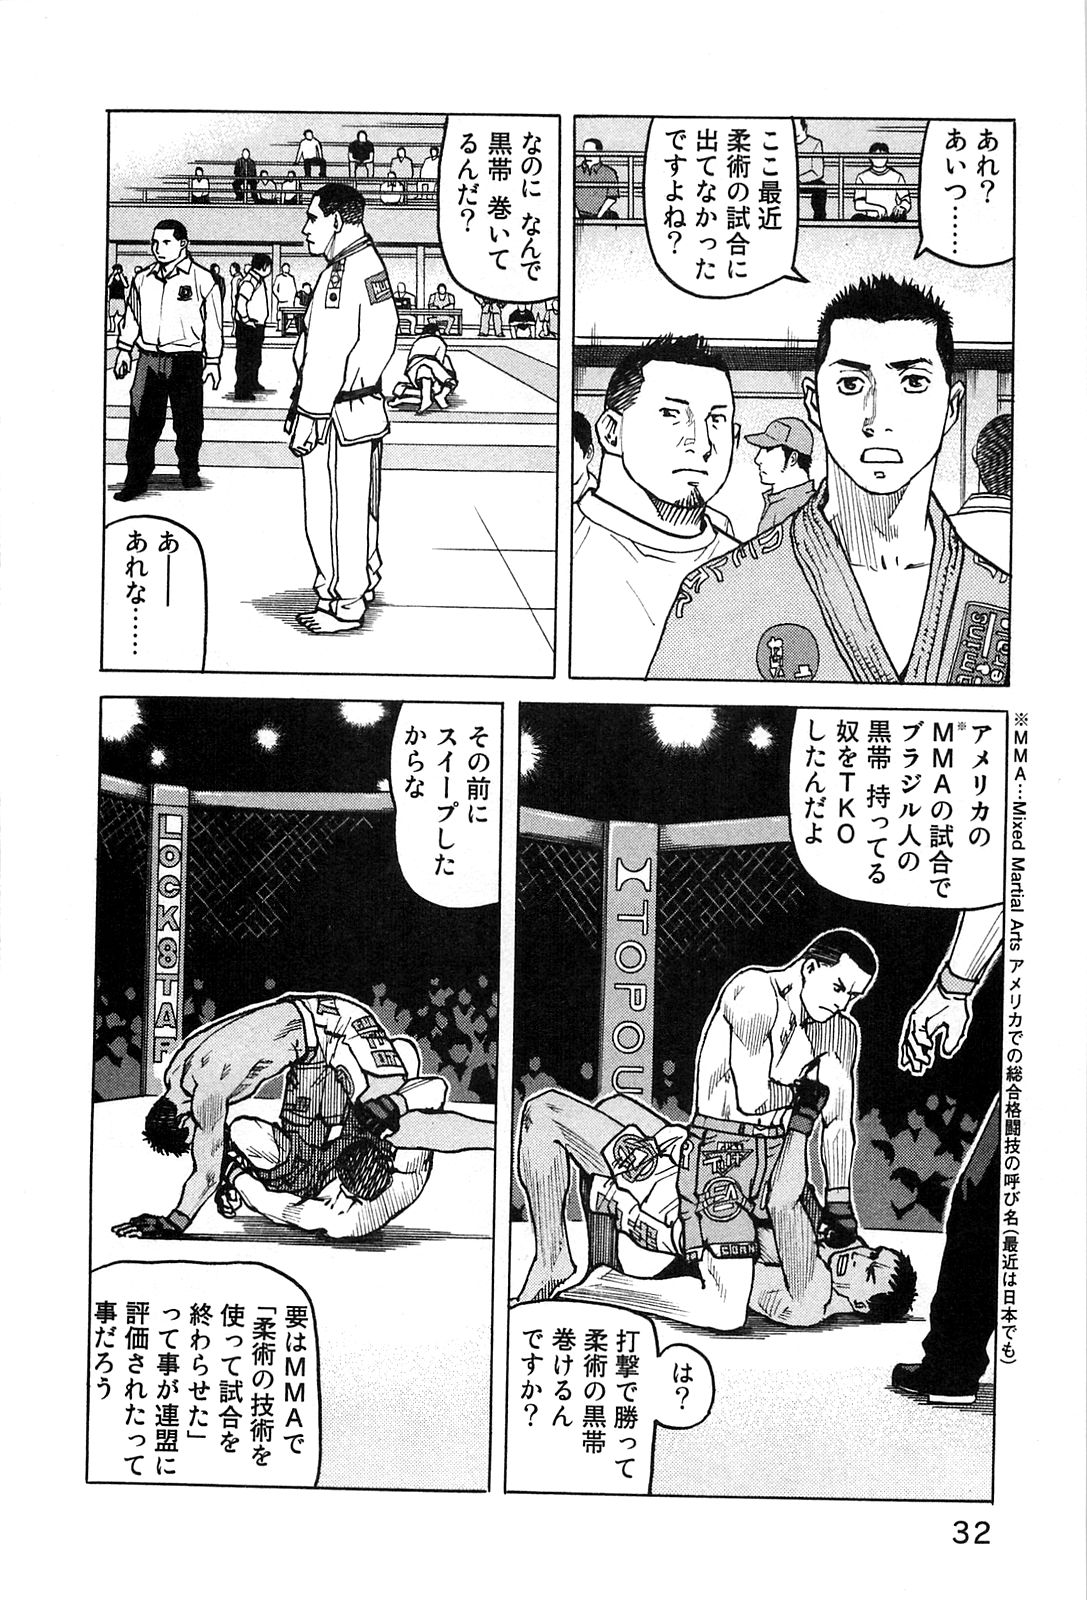 あれ?
あいつ……
ここ最近
柔術の試合に
出てなかった
ですよね?
なのに なんで
黒帯 巻いて
るんだ?
あ——
あれな……
アメリカの
※MMAの試合で
ブラジル人の
黒帯 持ってる
奴をTKO
したんだよ
※MMA…Mixed Martial Arts アメリカでの総合格闘技の呼び名(最近は日本でも)
XTOPOU
は?
打撃で勝って
柔術の黒帯
巻けるん
ですか?
その前に
スイープした
からな
LOCKSTAR
要はMMAで
「柔術の技術を
使って試合を
終わらせた」
って事が連盟に
評価されたって
事だろう
32